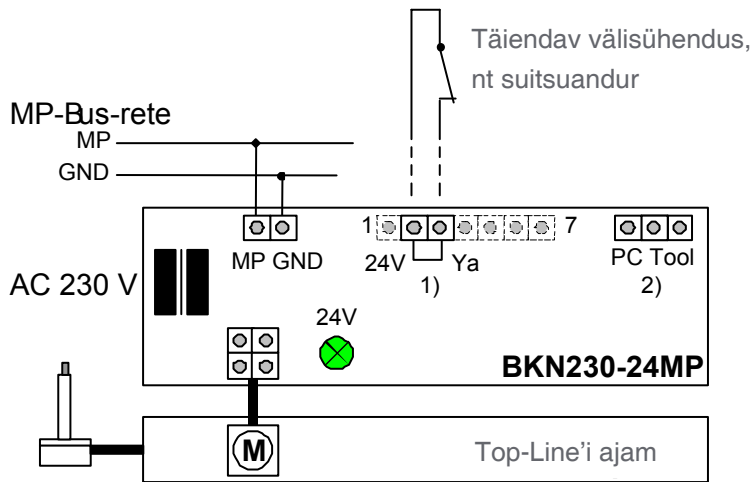 Täiendav välisühendus,
nt suitsuandur
MP-Bus-rete
MP
GND
1 7
MP GND 24V Ya PC Tool
1) 2)
AC 230 V
24V
BKN230-24MP
M
Top-Line'i ajam